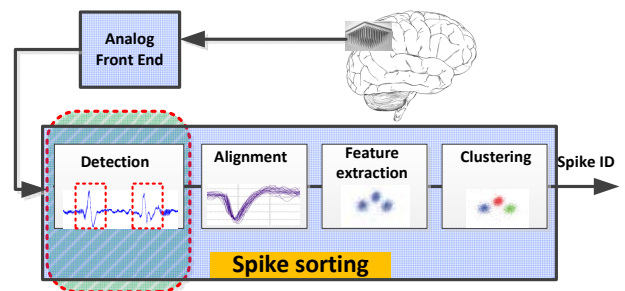 Analog
Front End
Detection
Alignment
Feature
extraction
Clustering
Spike ID
Spike sorting